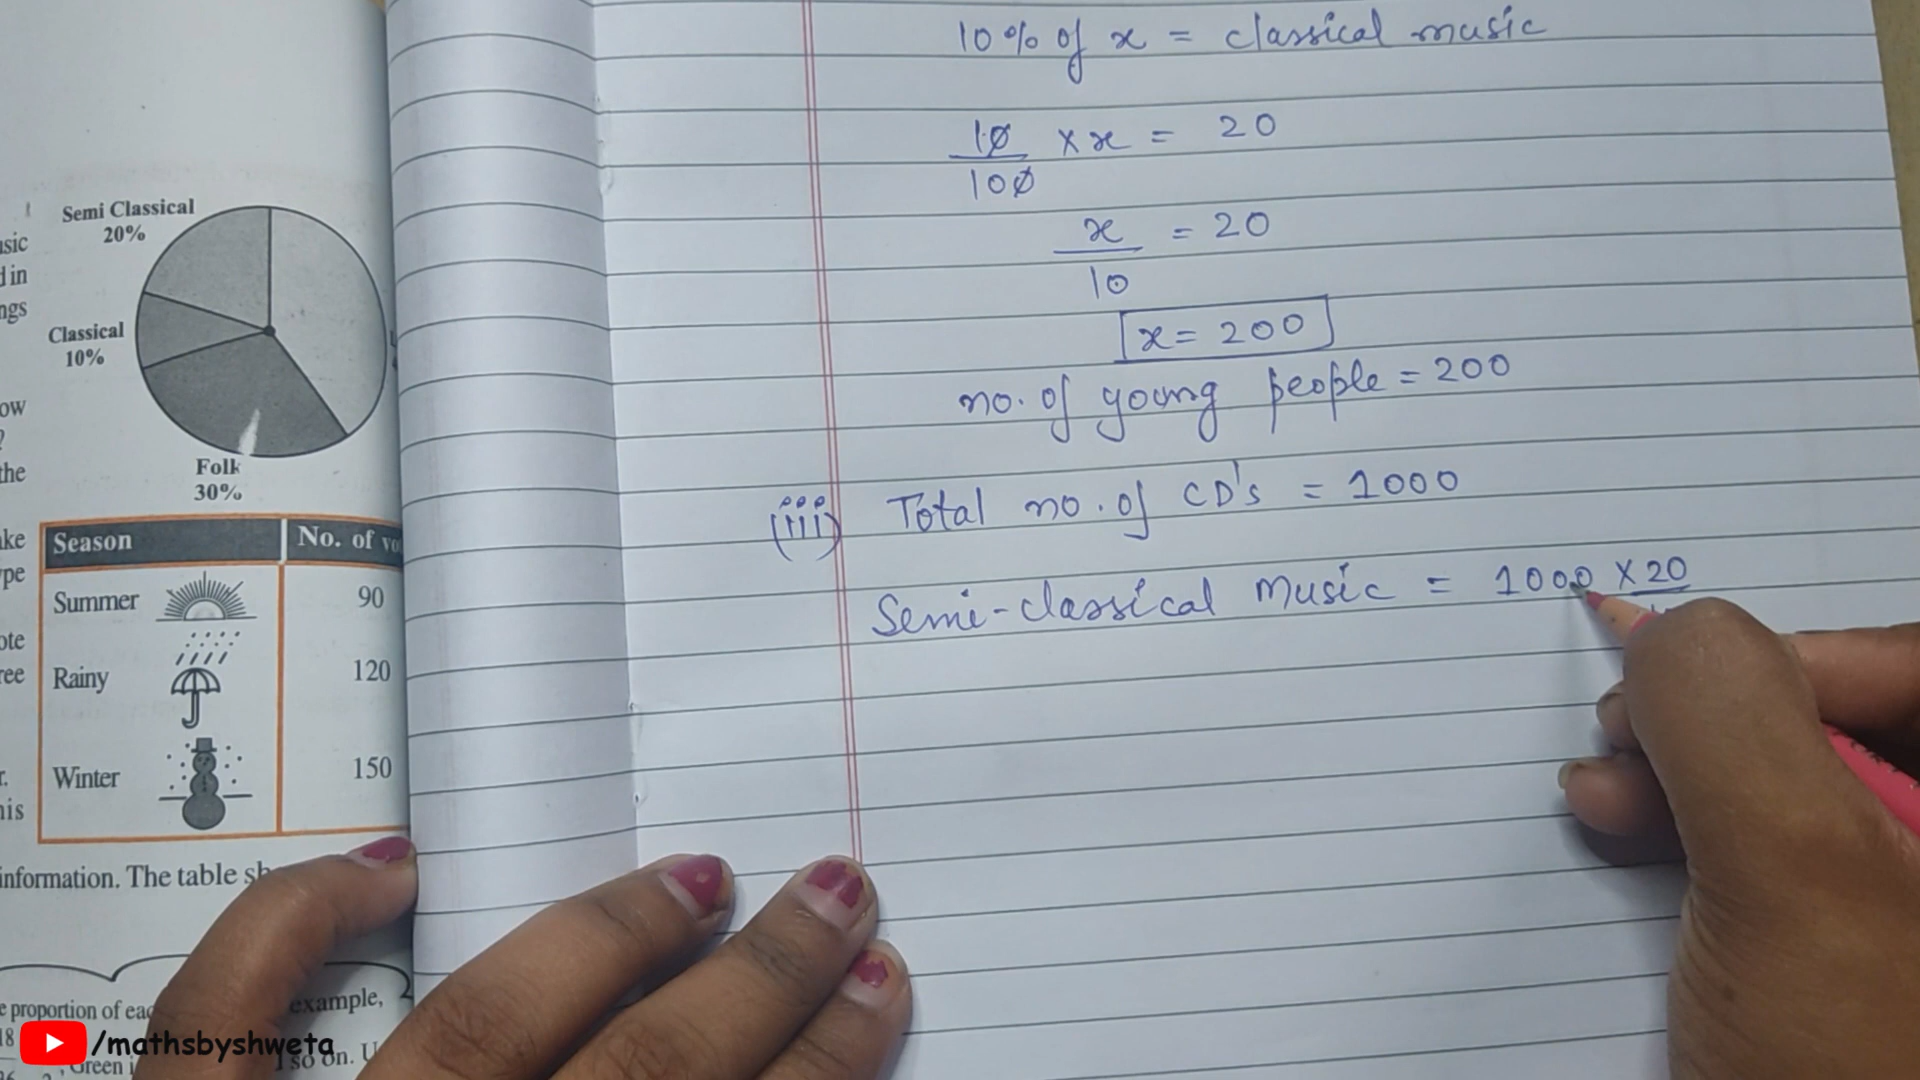 10% of x = classical music
10/100 × x = 20
x/10 = 20
x = 200
no. of young people = 200
(iii) Total no. of CD's = 1000
Semi-classical Music = 1000 × 20
Semi Classical
20%
Classical
10%
Folk
30%
Season No. of
Summer 90
Rainy 120
Winter 150
information. The table
proportion of
example,
so on.
/mathsbyshweta